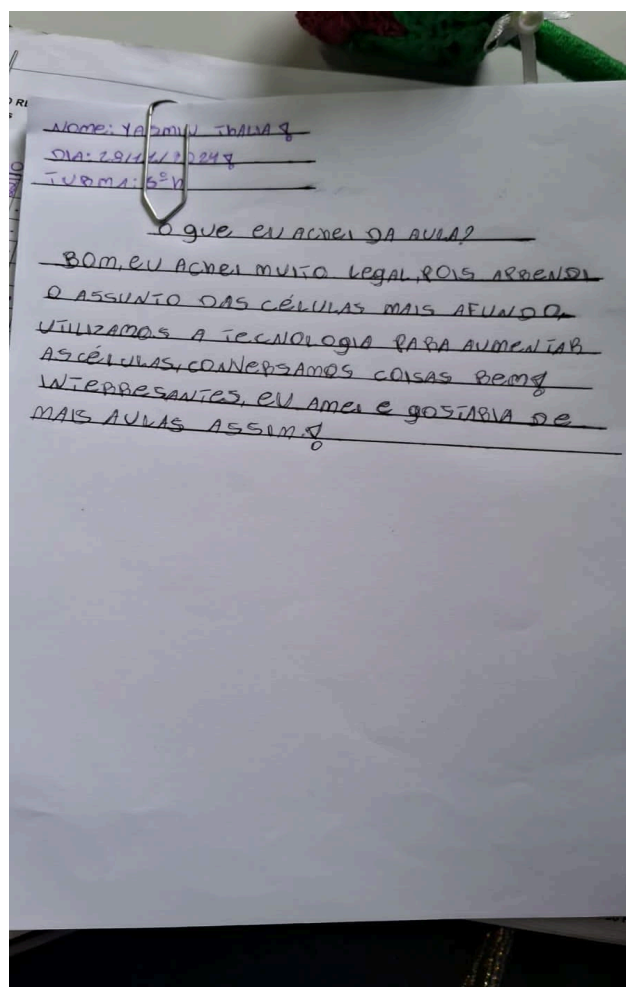 Nome: YASMIN THALIA
DIA: 29/11/2024
TURMA: 6º
O que eu ACHEI DA AULA?
BOM, eu ACHEI MUITO LEGAL, POIS APRENDI
O ASSUNTO DAS CÉLULAS MAIS AFUNDO,
UTILIZAMOS A TECNOLOGIA PARA AUMENTAR
AS CÉLULAS, CONVERSAMOS COISAS BEM
INTERRESANTES, EU AMEI E GOSTARIA DE
MAIS AULAS ASSIM.!